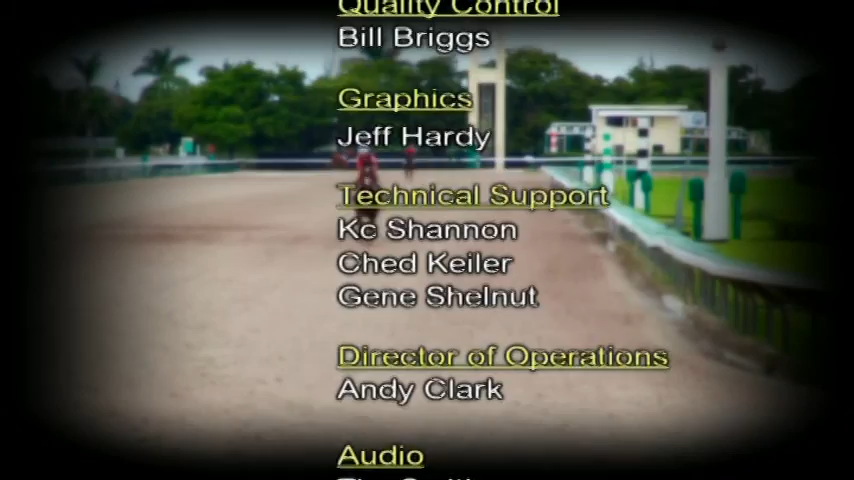 Quality Control
Bill Briggs
Graphics
Jeff Hardy
Technical Support
Kc Shannon
Ched Keiler
Gene Shelnut
Director of Operations
Andy Clark
Audio